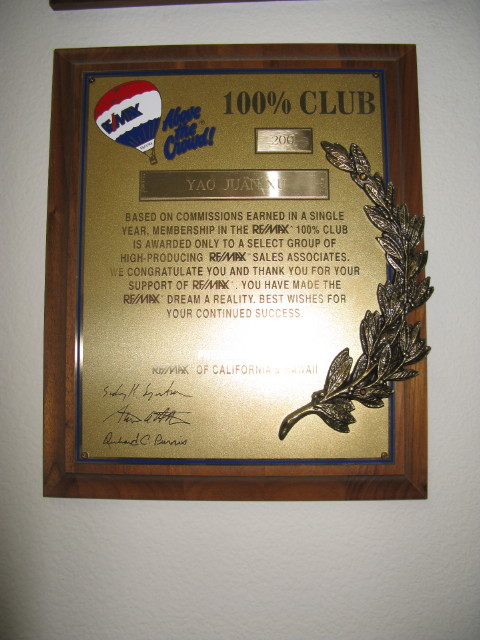 RE/MAX
Above
the
Crowd!
100% CLUB
200
YAO JUAN XU
BASED ON COMMISSIONS EARNED IN A SINGLE
YEAR, MEMBERSHIP IN THE RE/MAX 100% CLUB
IS AWARDED ONLY TO A SELECT GROUP OF
HIGH-PRODUCING RE/MAX SALES ASSOCIATES.
WE CONGRATULATE YOU AND THANK YOU FOR YOUR
SUPPORT OF RE/MAX. YOU HAVE MADE THE
RE/MAX DREAM A REALITY. BEST WISHES FOR
YOUR CONTINUED SUCCESS.
RE/MAX OF CALIFORNIA & HAWAII